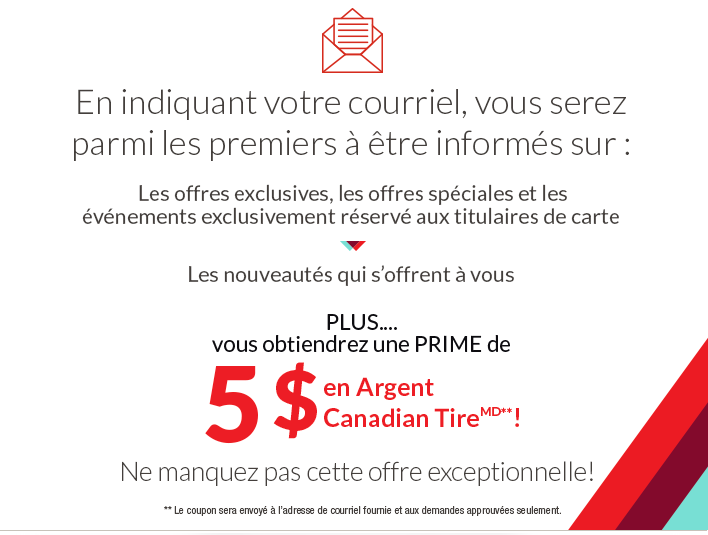 En indiquant votre courriel, vous serez
parmi les premiers à être informés sur :
Les offres exclusives, les offres spéciales et les
événements exclusivement réservé aux titulaires de carte
Les nouveautés qui s'offrent à vous
PLUS....
vous obtiendrez une PRIME de
5 $ en Argent
Canadian Tire^MD**!
Ne manquez pas cette offre exceptionnelle!
** Le coupon sera envoyé à l'adresse de courriel fournie et aux demandes approuvées seulement.